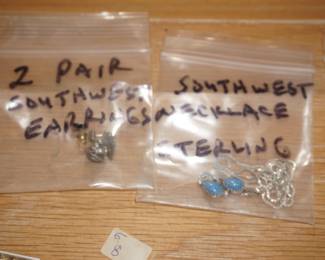 2 PAIR
SOUTHWEST
EARRINGS
SOUTHWEST
NECKLACE
STERLING